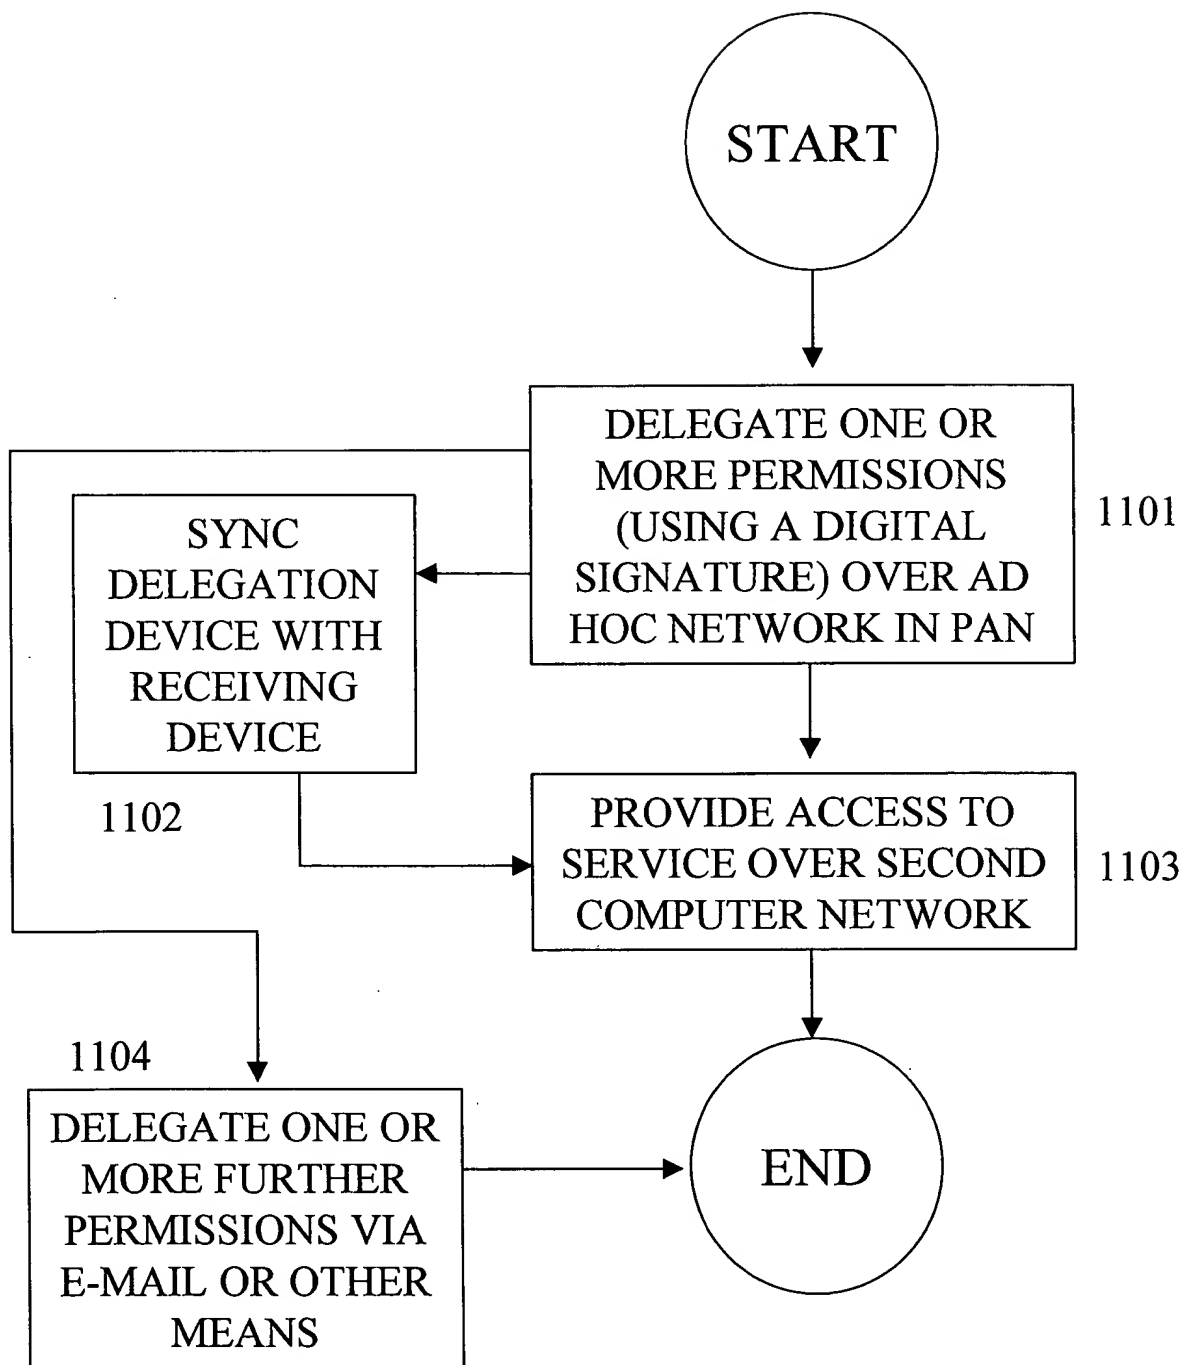 START
DELEGATE ONE OR
MORE PERMISSIONS
(USING A DIGITAL
SIGNATURE) OVER AD
HOC NETWORK IN PAN
1101
SYNC
DELEGATION
DEVICE WITH
RECEIVING
DEVICE
1102
PROVIDE ACCESS TO
SERVICE OVER SECOND
COMPUTER NETWORK
1103
1104
DELEGATE ONE OR
MORE FURTHER
PERMISSIONS VIA
E-MAIL OR OTHER
MEANS
END